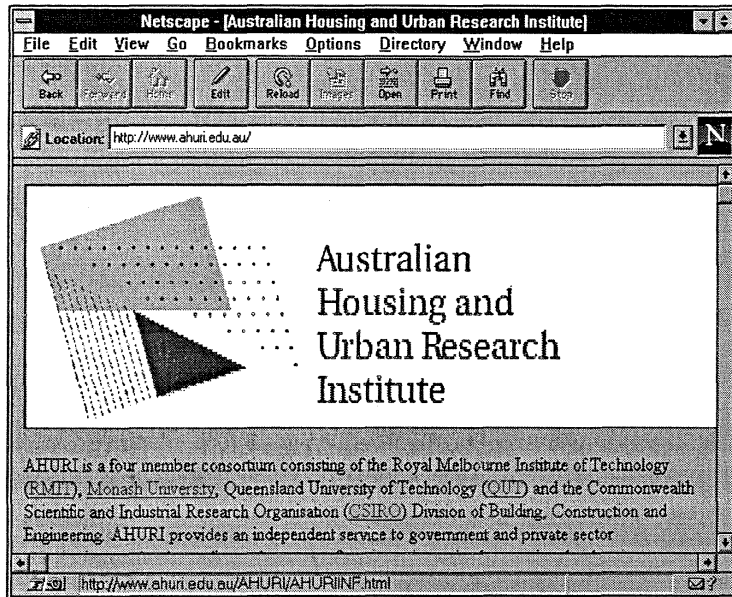 Netscape - [Australian Housing and Urban Research Institute]
File Edit View Go Bookmarks Options Directory Window Help
Back Forward Home Edit Reload Images Open Print Find Stop
Location: http://www.ahuri.edu.au/
N
Australian
Housing and
Urban Research
Institute
AHURI is a four member consortium consisting of the Royal Melbourne Institute of Technology
(RMIT), Monash University, Queensland University of Technology (QUT) and the Commonwealth
Scientific and Industrial Research Organisation (CSIRO) Division of Building, Construction and
Engineering. AHURI provides an independent service to government and private sector
http://www.ahuri.edu.au/AHURI/AHURIINF.html
?